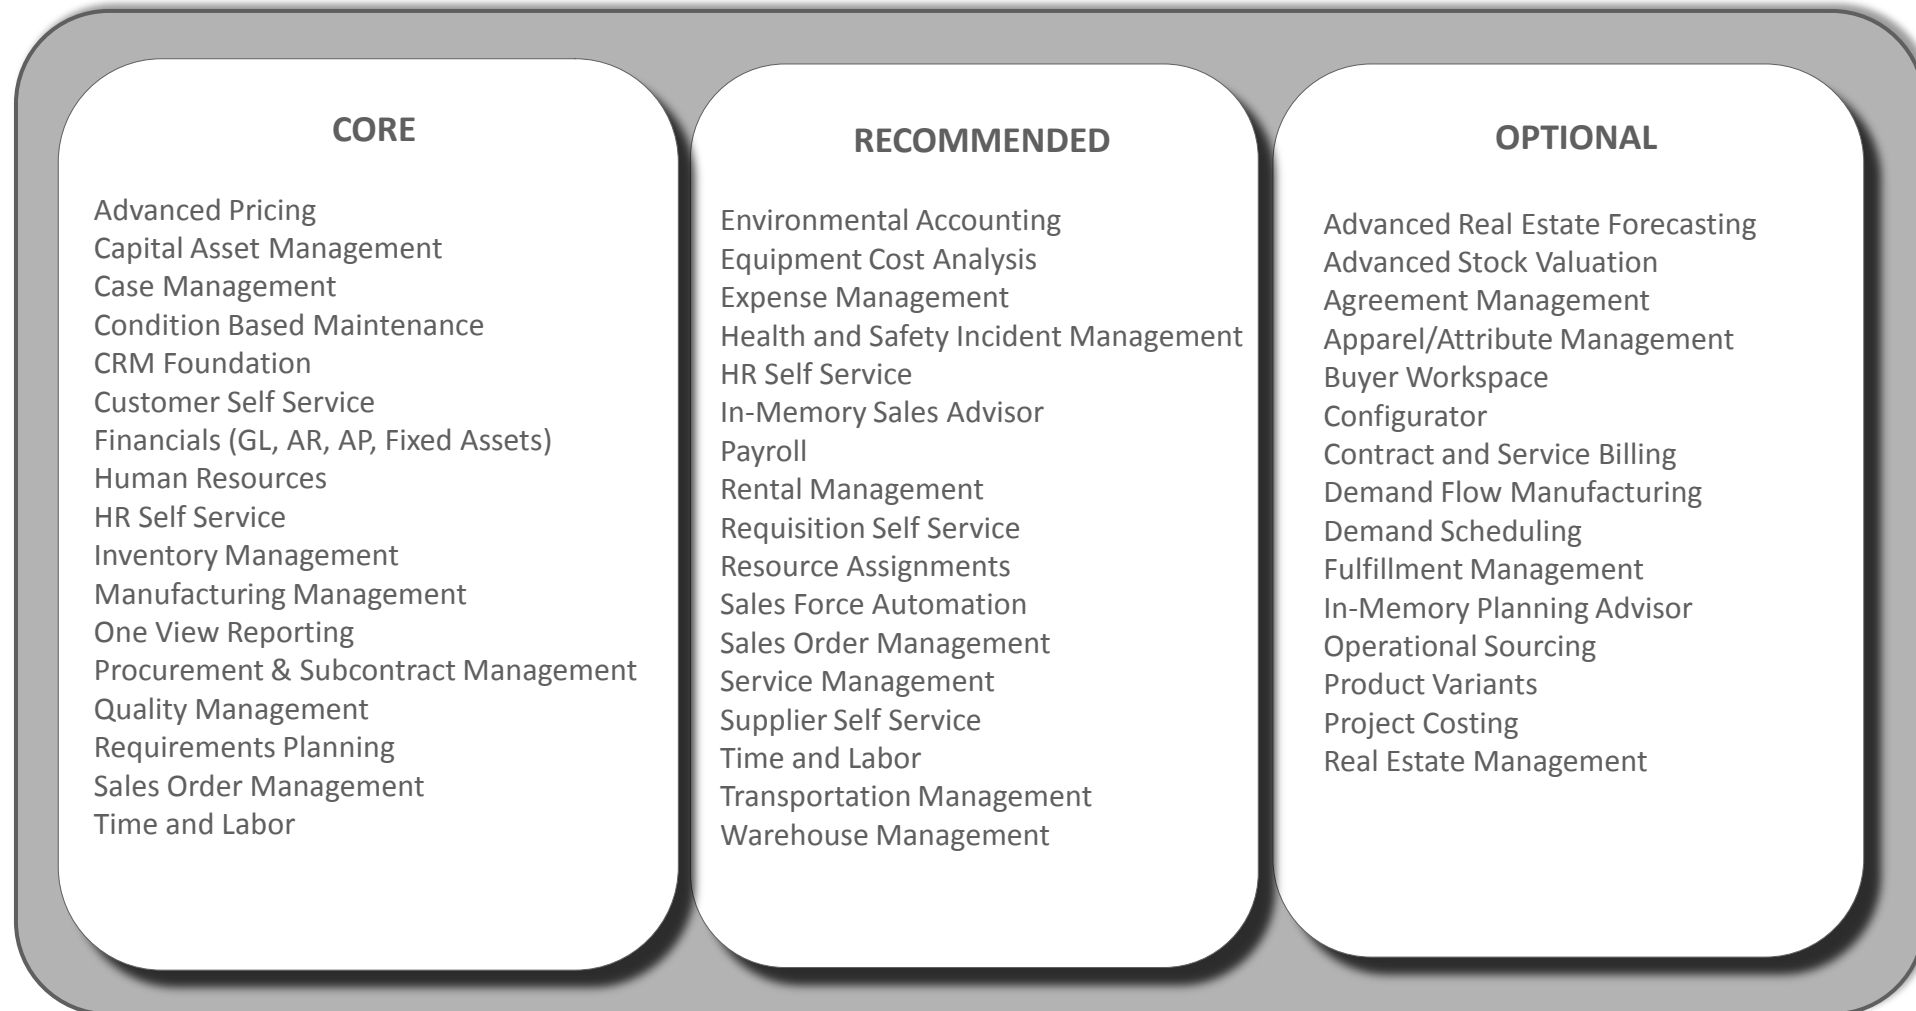 CORE
Advanced Pricing
Capital Asset Management
Case Management
Condition Based Maintenance
CRM Foundation
Customer Self Service
Financials (GL, AR, AP, Fixed Assets)
Human Resources
HR Self Service
Inventory Management
Manufacturing Management
One View Reporting
Procurement & Subcontract Management
Quality Management
Requirements Planning
Sales Order Management
Time and Labor
RECOMMENDED
Environmental Accounting
Equipment Cost Analysis
Expense Management
Health and Safety Incident Management
HR Self Service
In-Memory Sales Advisor
Payroll
Rental Management
Requisition Self Service
Resource Assignments
Sales Force Automation
Sales Order Management
Service Management
Supplier Self Service
Time and Labor
Transportation Management
Warehouse Management
OPTIONAL
Advanced Real Estate Forecasting
Advanced Stock Valuation
Agreement Management
Apparel/Attribute Management
Buyer Workspace
Configurator
Contract and Service Billing
Demand Flow Manufacturing
Demand Scheduling
Fulfillment Management
In-Memory Planning Advisor
Operational Sourcing
Product Variants
Project Costing
Real Estate Management